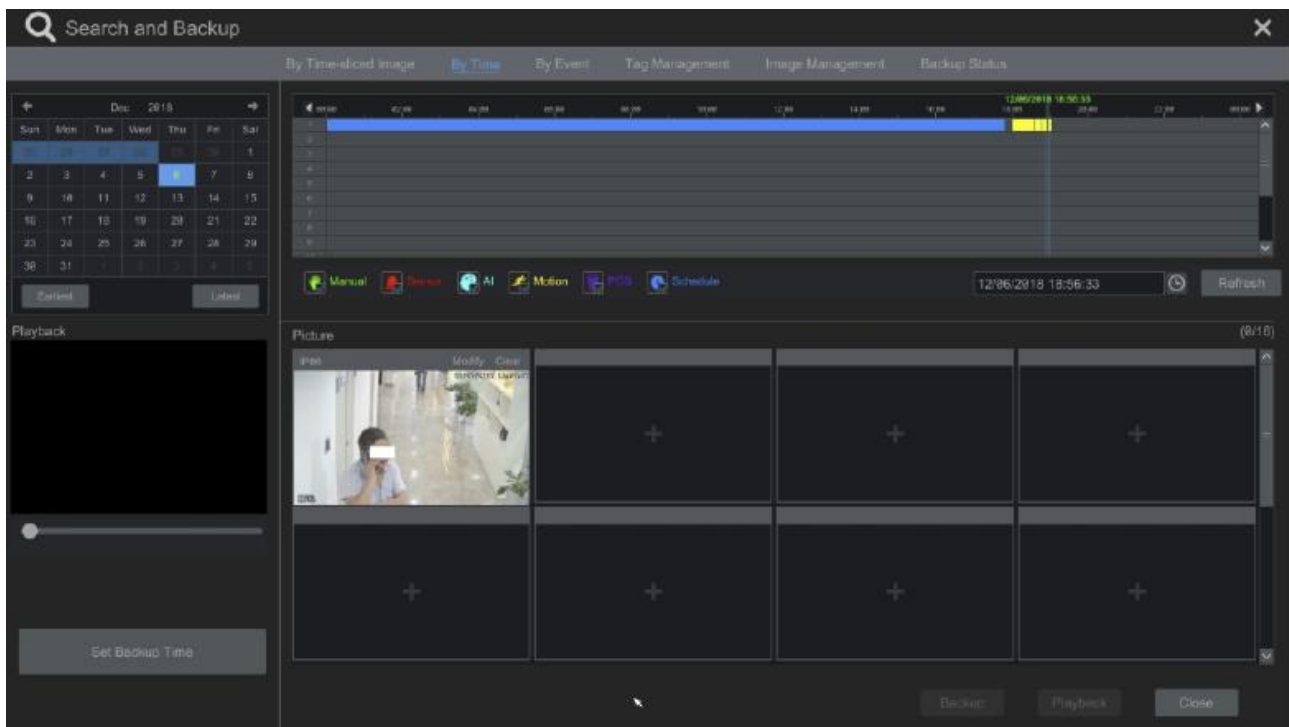 Search and Backup
By Time-sliced Image By Time By Event Tag Management Image Management Backup Status
Dec 2018
Sun Mon Tue Wed Thu Fri Sat
1
2 3 4 5 6 7 8
9 10 11 12 13 14 15
16 17 18 19 20 21 22
23 24 25 26 27 28 29
30 31
Earliest Latest
12/06/2018 18:56:33
Manual Sensor AI Motion POS Schedule
12/06/2018 18:56:33
Refresh
Playback
Picture
(0/16)
Modify Clear
Set Backup Time
Backup Playback Close